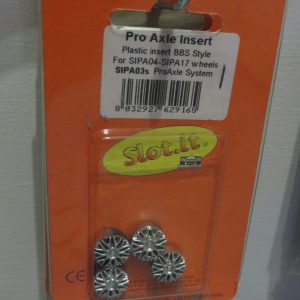 Pro Axle Insert
Plastic insert BBS Style
For SIPA04-SIPA17 wheels
SIPA03s ProAxle System
8 032927 629165
Slot.it
CE